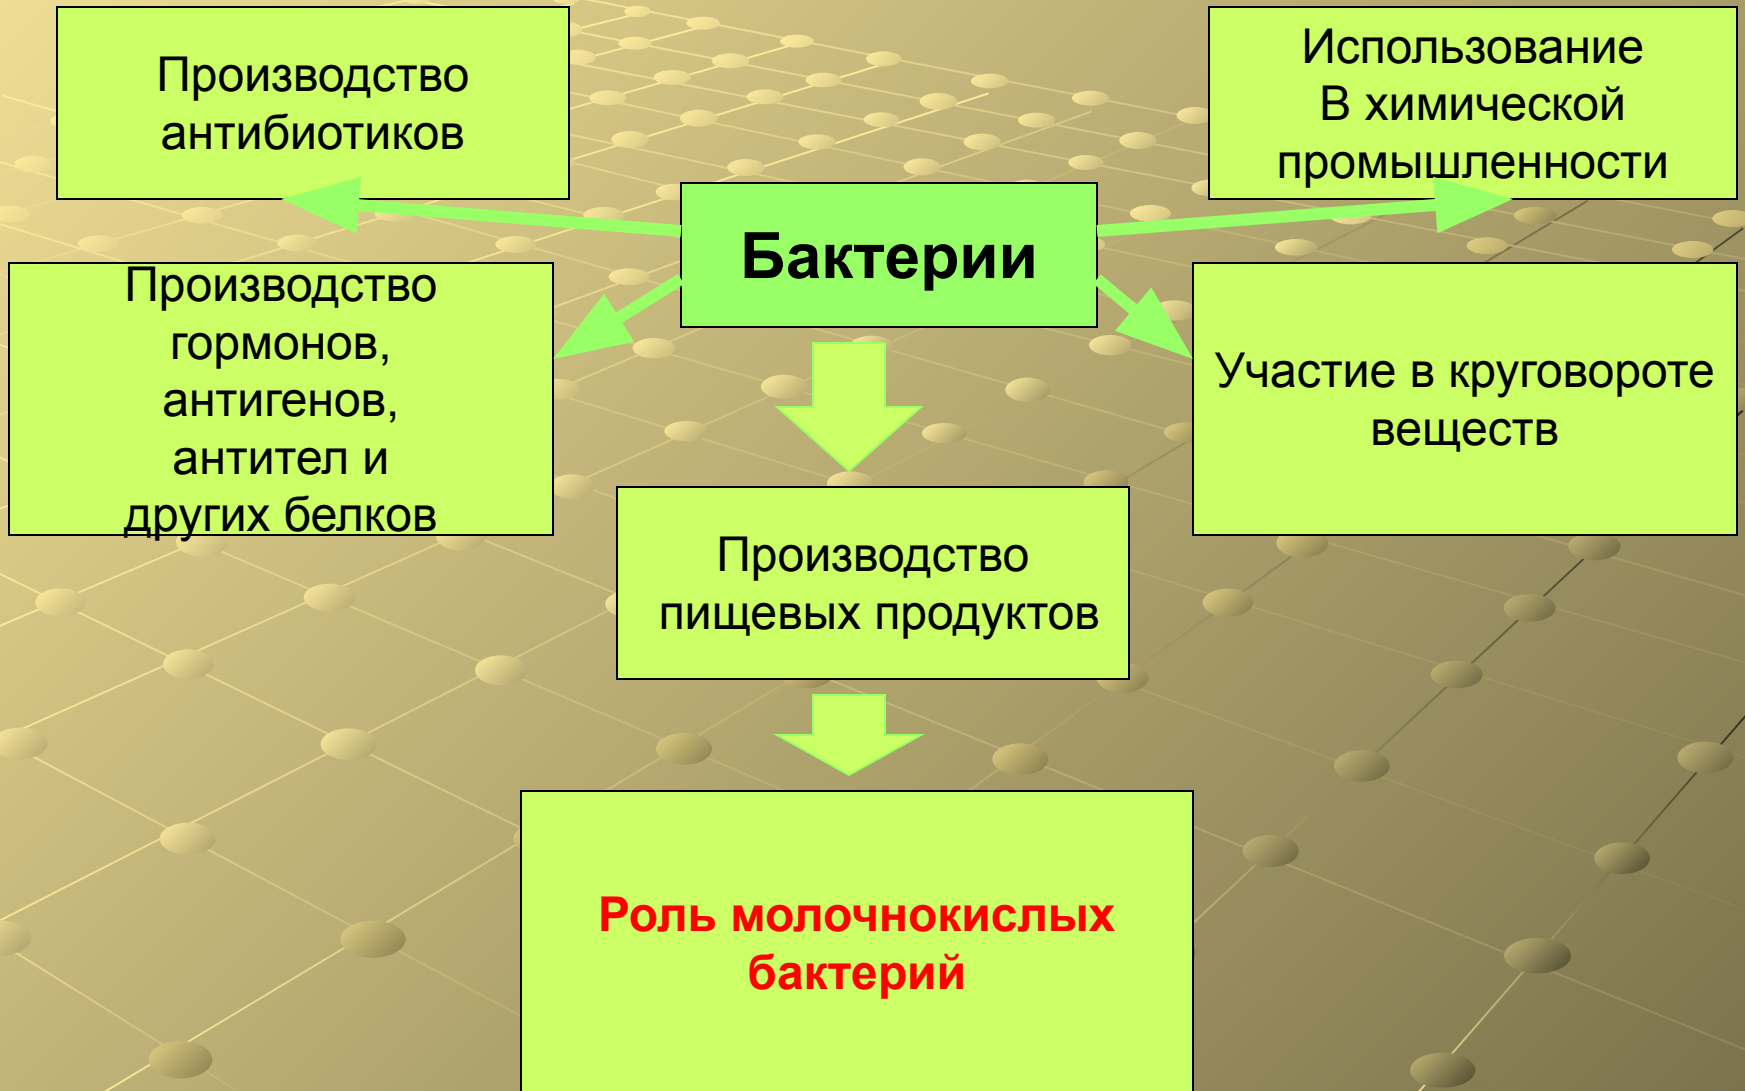 Производство
антибиотиков
Использование
В химической
промышленности
Бактерии
Производство
гормонов,
антигенов,
антител и
других белков
Участие в круговороте
веществ
Производство
пищевых продуктов
Роль молочнокислых
бактерий